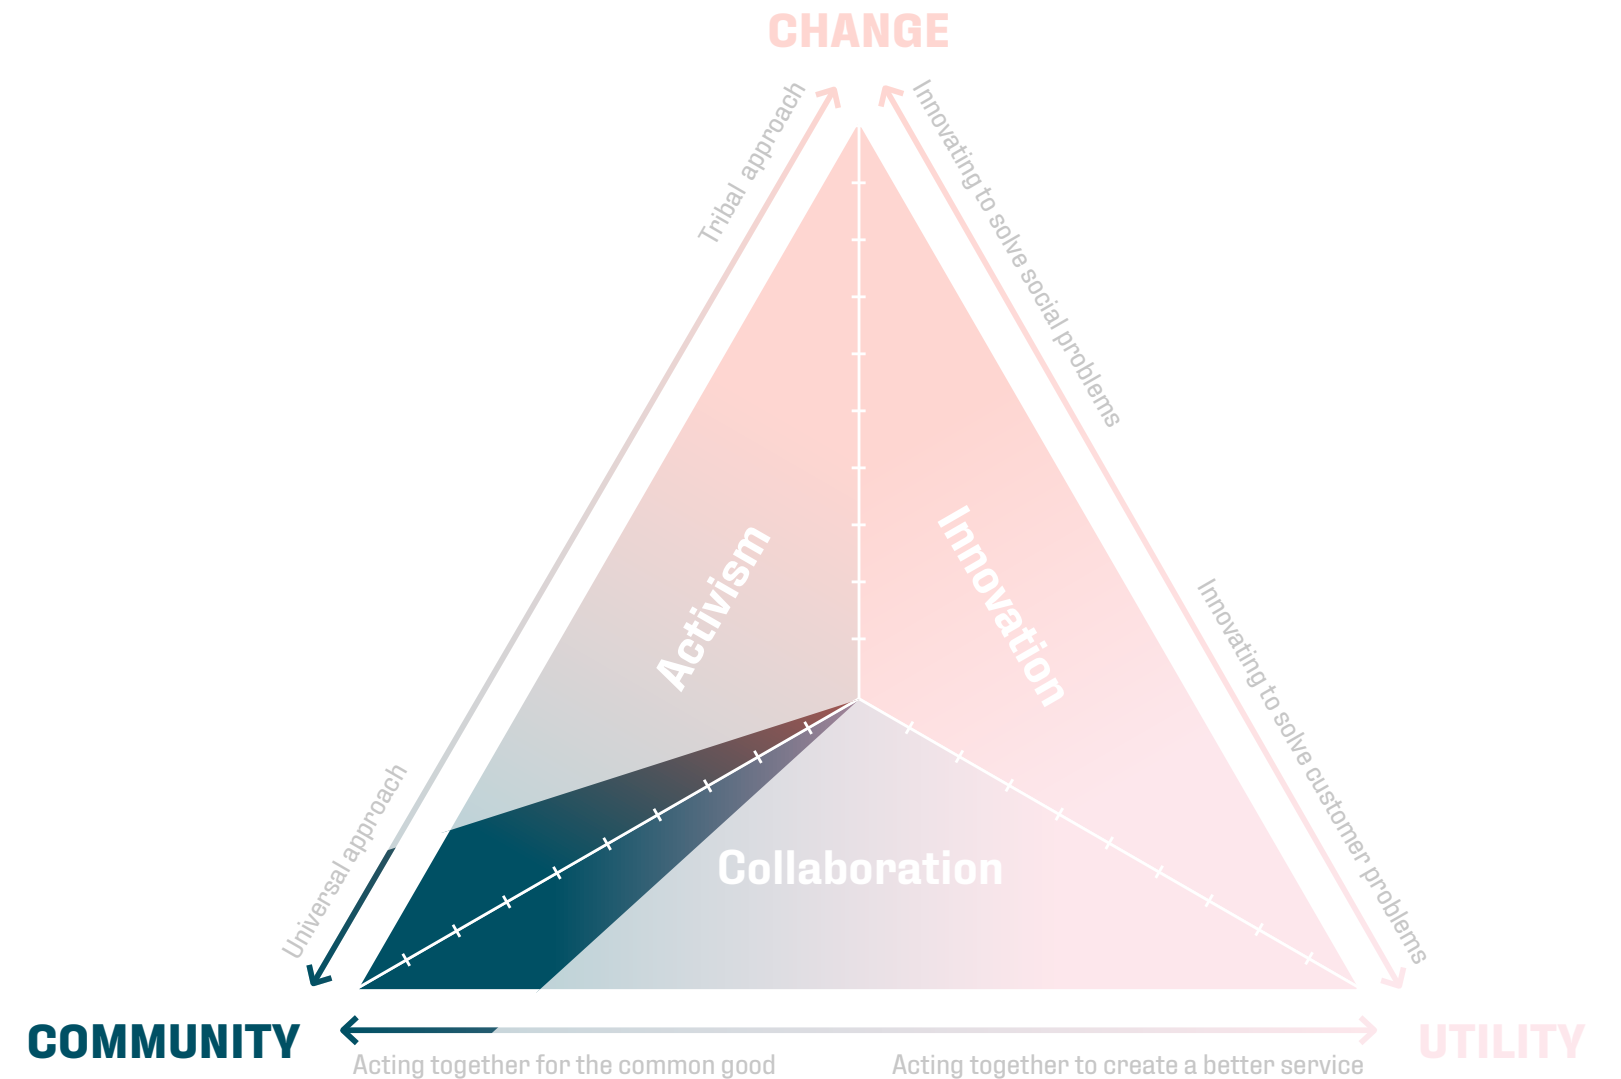 CHANGE
Tribal approach
Innovating to solve social problems
Activism
Innovation
Universal approach
Innovating to solve customer problems
Collaboration
COMMUNITY
UTILITY
Acting together for the common good
Acting together to create a better service